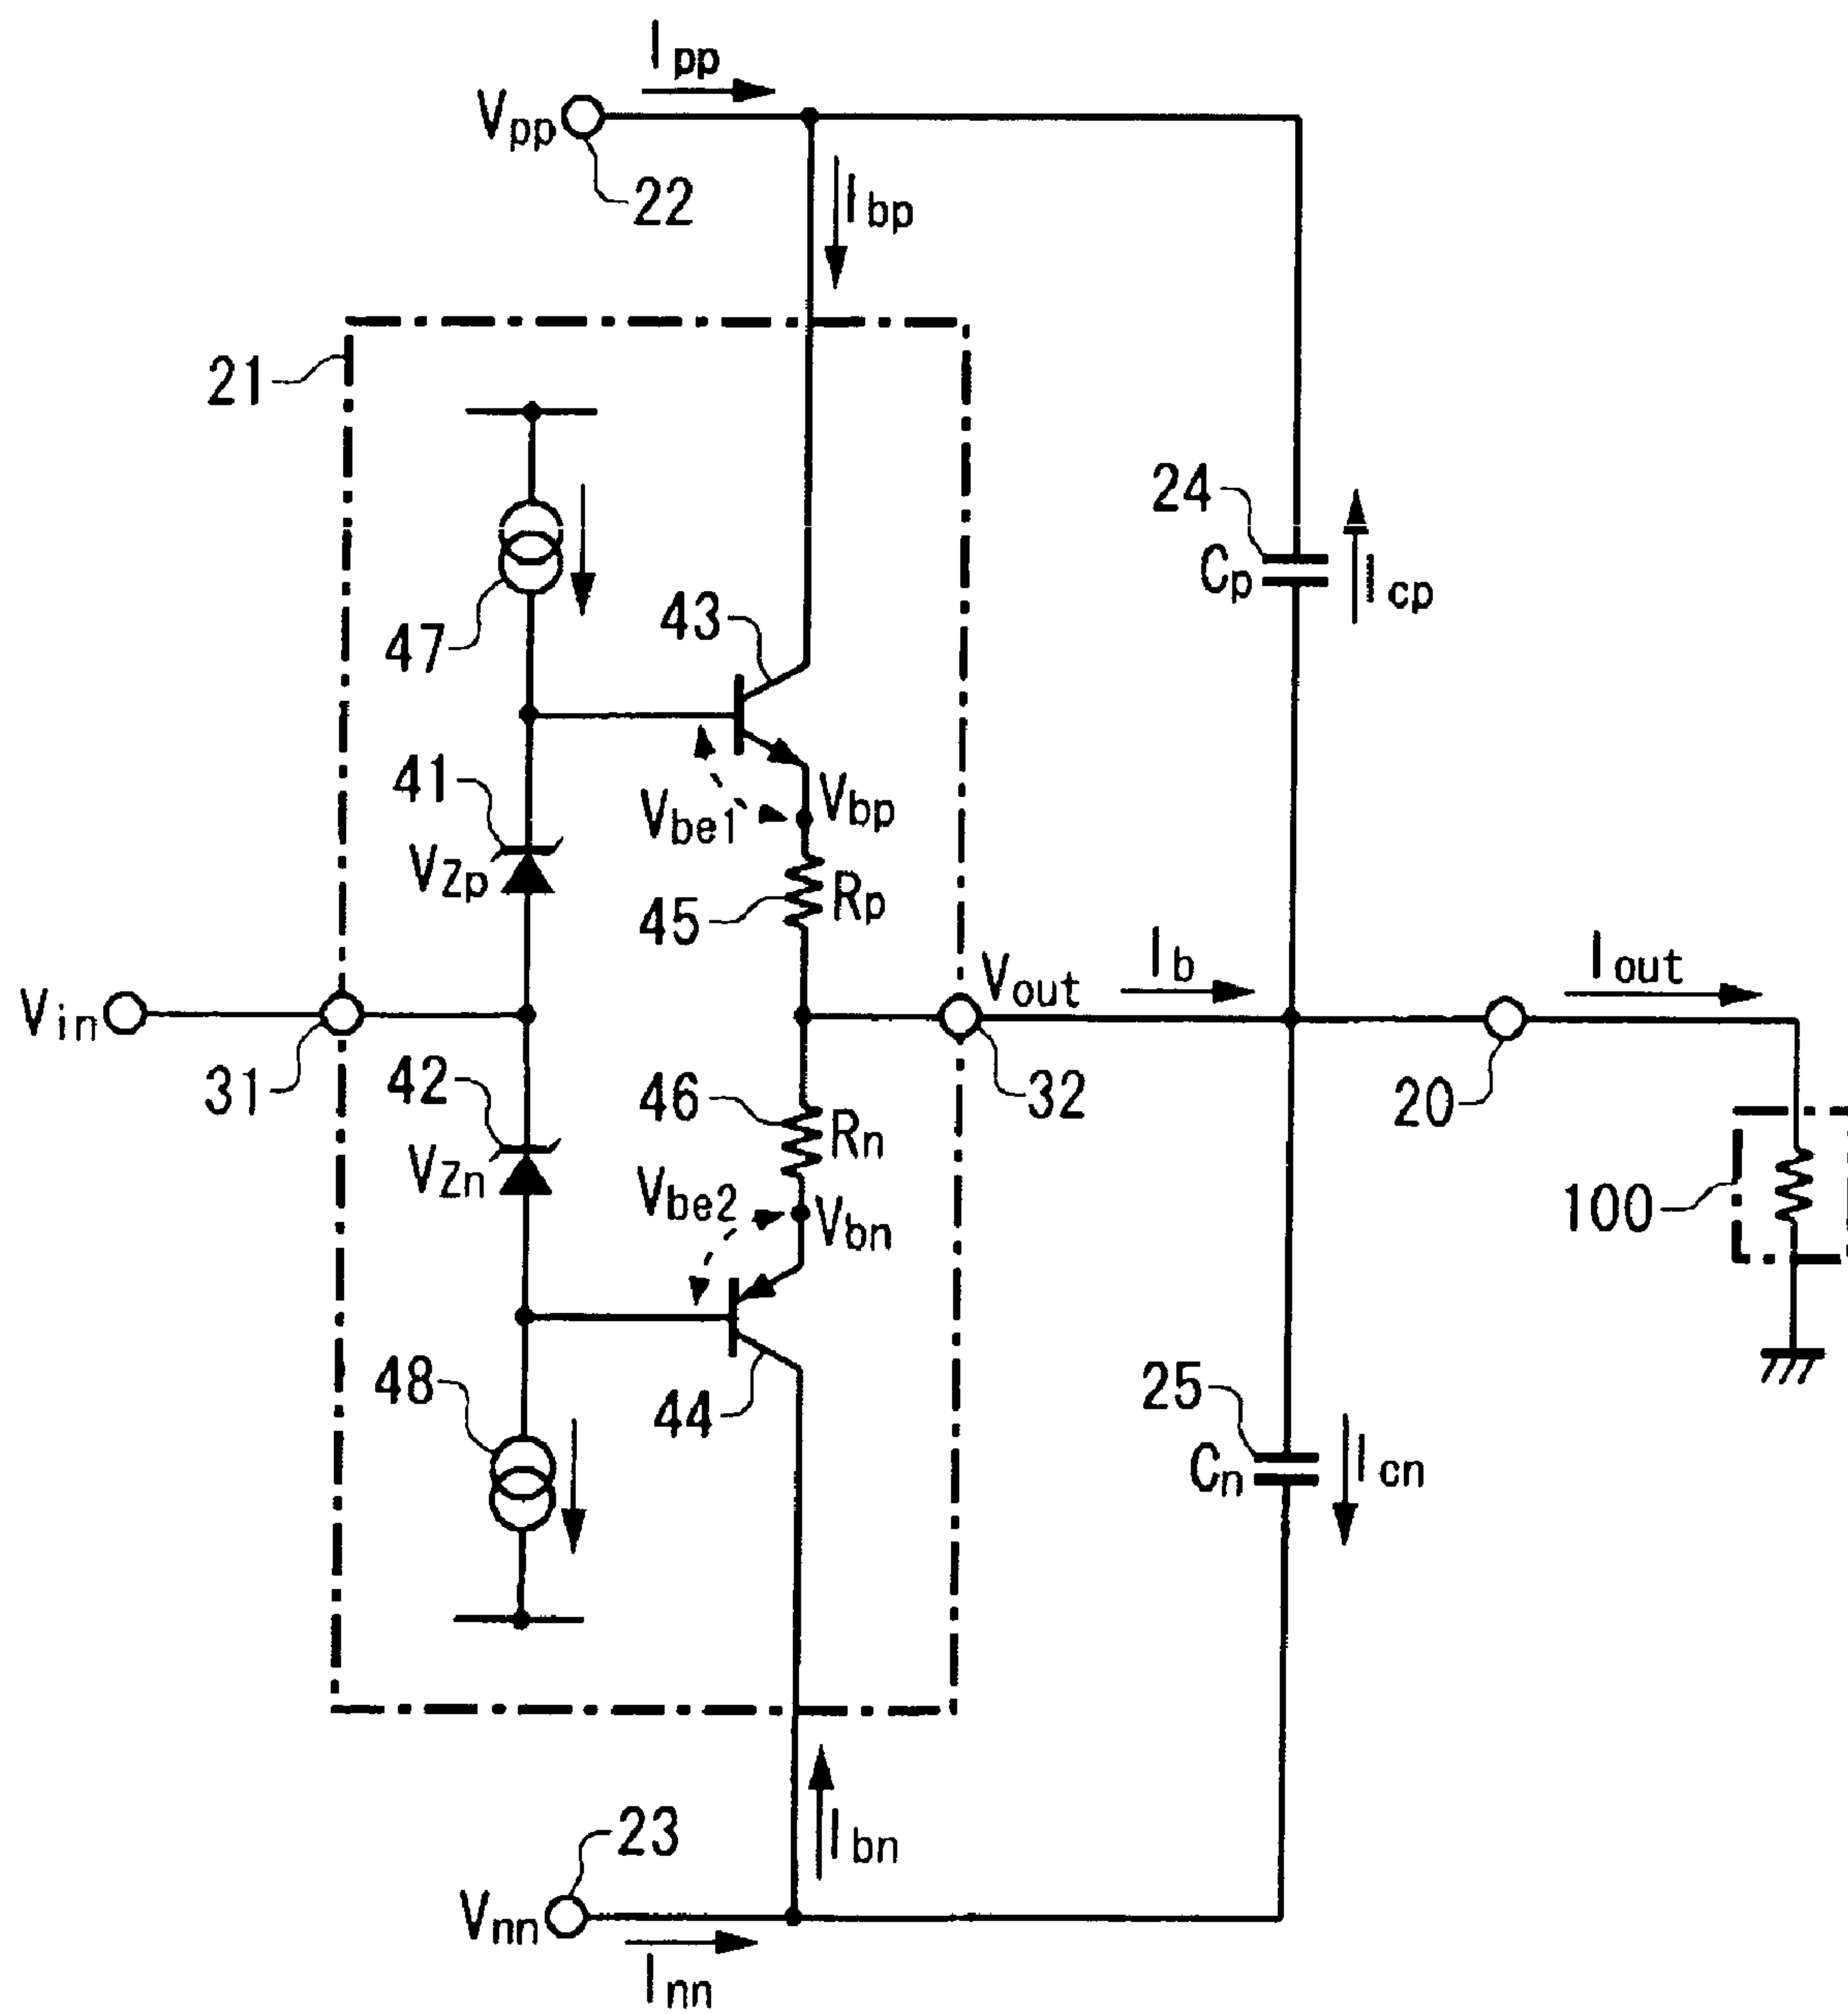 Ipp
Vpp
22
Ibp
21
24
Cp
Icp
47
43
41
VZp
Vbe1
Vbp
45
Rp
Vin
31
Vout
Ib
Iout
32
20
42
VZn
46
Rn
Vbe2
Vbn
100
48
44
25
Cn
Icn
Ibn
23
Vnn
Inn